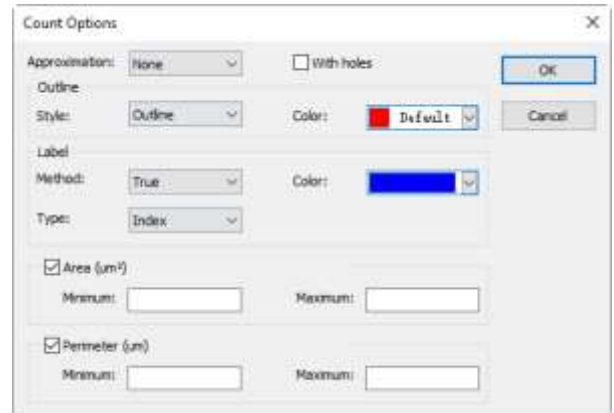 Count Options
Approximation: None With holes OK
Outline
Style: Outline Color: Default Cancel
Label
Method: True Color:
Type: Index
Area (um²)
Minimum: Maximum:
Perimeter (um)
Minimum: Maximum: